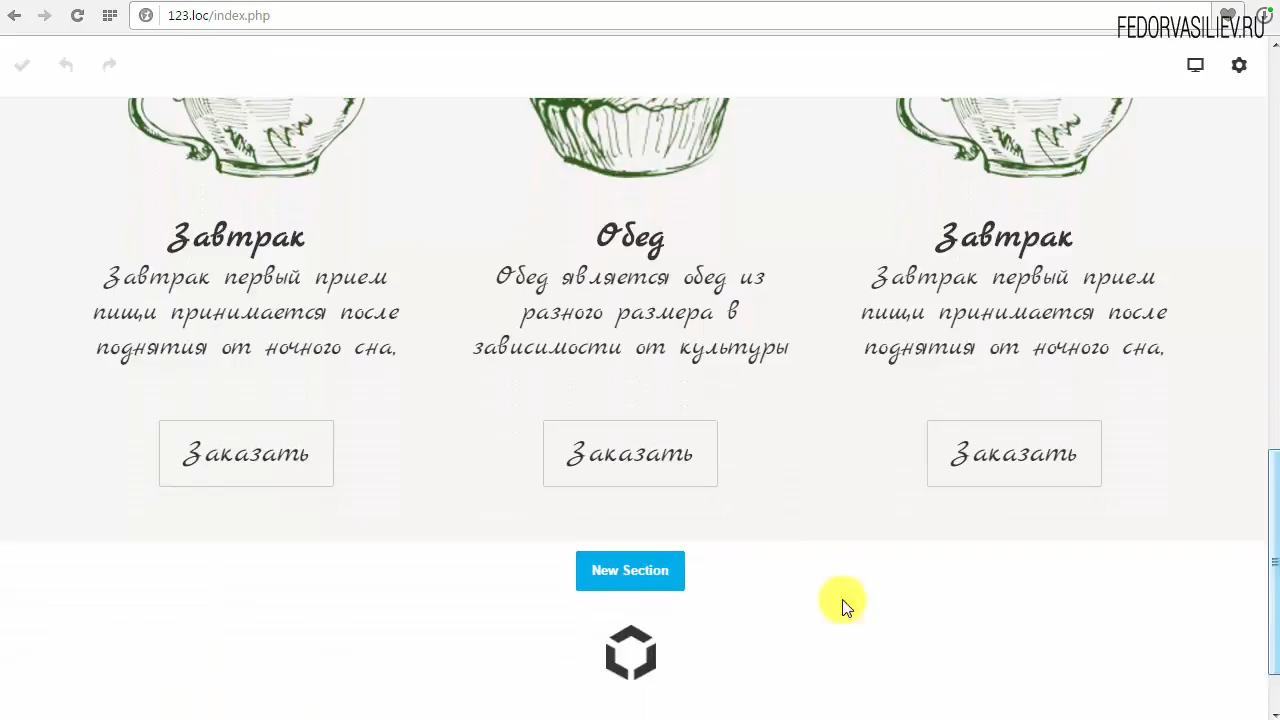 123.loc/index.php
FEDORVASILIEV.RU
Завтрак
Завтрак первый прием
пищи принимается после
поднятия от ночного сна,
Заказать
Обед
Обед является обед из
разного размера в
зависимости от культуры
Заказать
Завтрак
Завтрак первый прием
пищи принимается после
поднятия от ночного сна,
Заказать
New Section